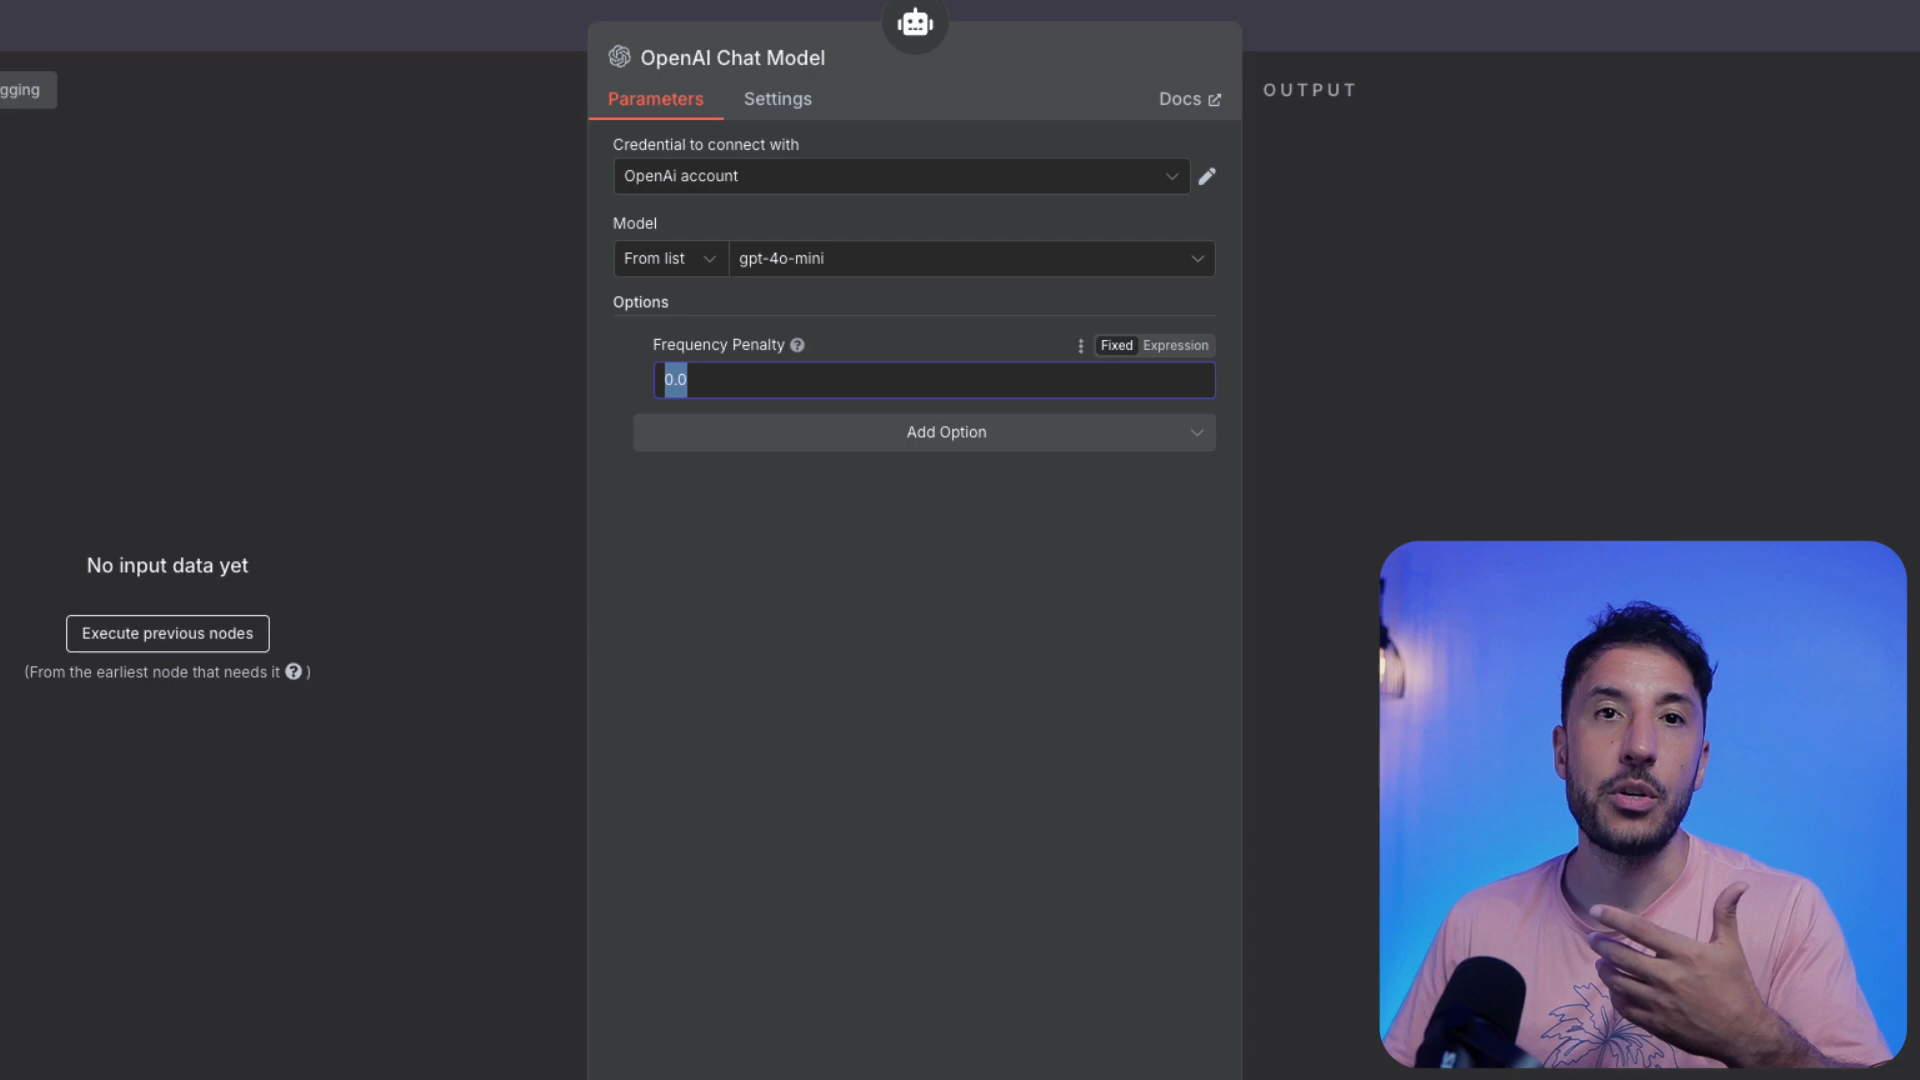 OpenAI Chat Model
gging
Parameters
Settings
Docs
OUTPUT
Credential to connect with
OpenAi account
Model
From list
gpt-4o-mini
Options
Frequency Penalty
Fixed
Expression
0.0
Add Option
No input data yet
Execute previous nodes
(From the earliest node that needs it ? )